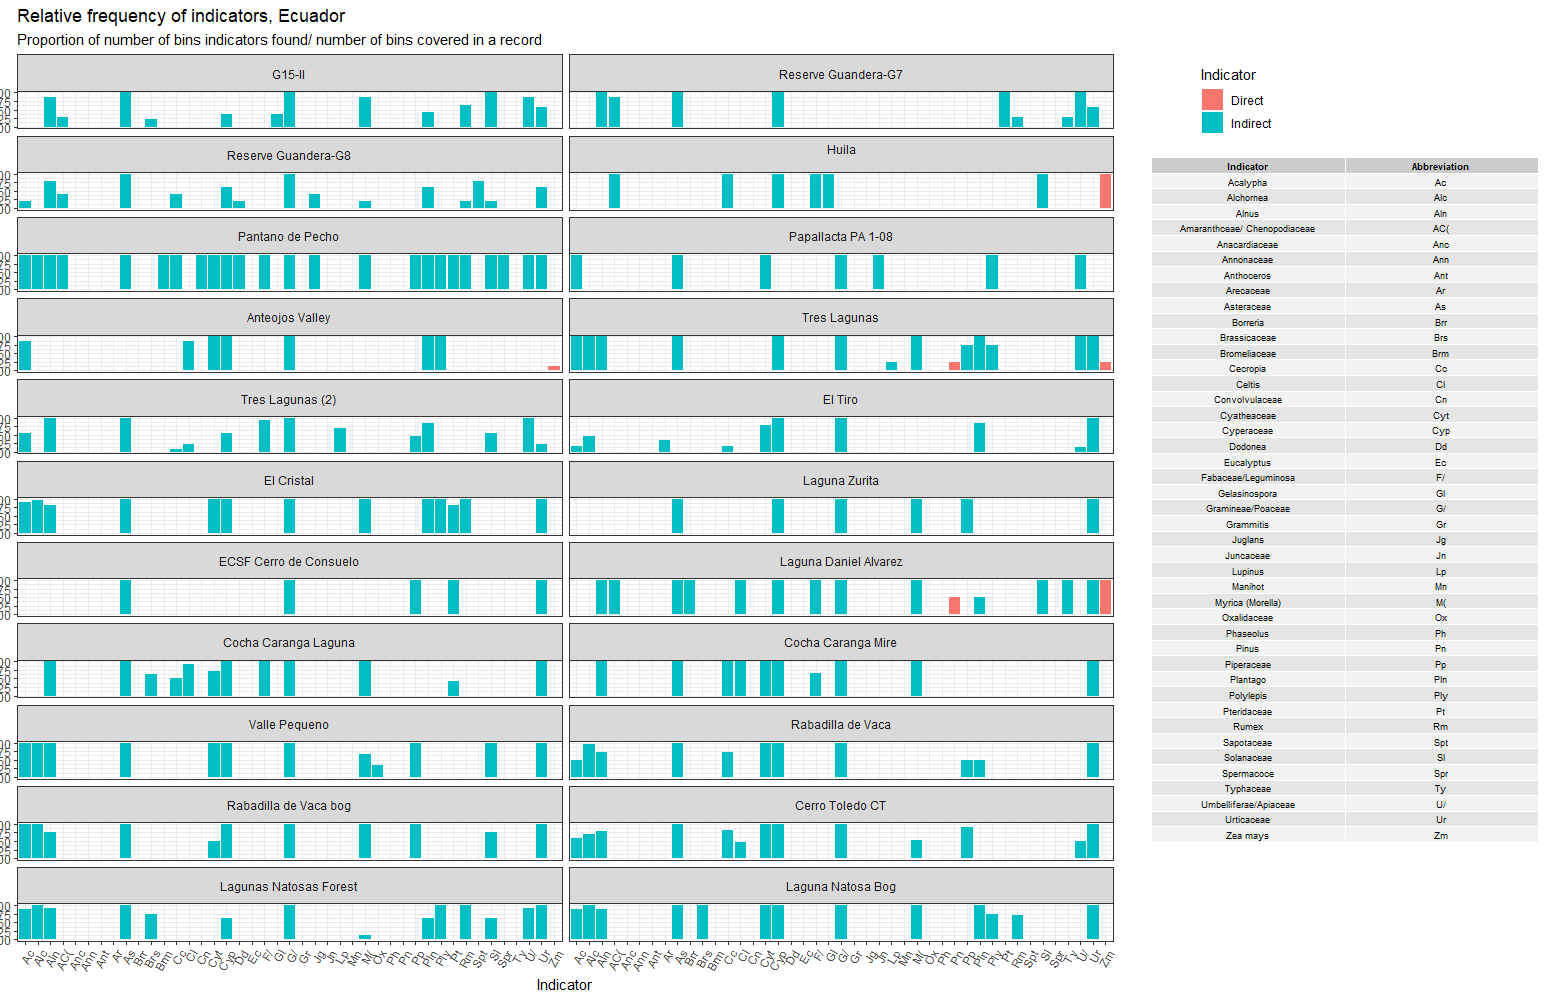 Relative frequency of indicators, Ecuador
Proportion of number of bins indicators found/ number of bins covered in a record
G15-II
Reserve Guandera-G7
Reserve Guandera-G8
Huila
Pantano de Pecho
Papallacta PA 1-08
Anteojos Valley
Tres Lagunas
Tres Lagunas (2)
El Tiro
El Cristal
Laguna Zurita
ECSF Cerro de Consuelo
Laguna Daniel Alvarez
Cocha Caranga Laguna
Cocha Caranga Mire
Valle Pequeno
Rabadilla de Vaca
Rabadilla de Vaca bog
Cerro Toledo CT
Lagunas Natosas Forest
Laguna Natosa Bog
Ac Alc Aln AC( Anc Ann Ant Ar As Brr Brs Brm Cc Cl Cn Cyt Cyp Dd Ec F/ Gl G/ Gr Jg Jn Lp Mn M( Ox Ph Pn Pp Pln Ply Pt Rm Spt Sl Spr Ty U/ Ur Zm
Ac Alc Aln AC( Anc Ann Ant Ar As Brr Brs Brm Cc Cl Cn Cyt Cyp Dd Ec F/ Gl G/ Gr Jg Jn Lp Mn M( Ox Ph Pn Pp Pln Ply Pt Rm Spt Sl Spr Ty U/ Ur Zm
Indicator
Indicator
Direct
Indirect
Indicator Abbreviation
Acalypha Ac
Alchornea Alc
Alnus Aln
Amaranthceae/ Chenopodiaceae AC(
Anacardiaceae Anc
Annonaceae Ann
Anthoceros Ant
Arecaceae Ar
Asteraceae As
Borreria Brr
Brassicaceae Brs
Bromeliaceae Brm
Cecropia Cc
Celtis Cl
Convolvulaceae Cn
Cyatheaceae Cyt
Cyperaceae Cyp
Dodonea Dd
Eucalyptus Ec
Fabaceae/Leguminosa F/
Gelasinospora Gl
Gramineae/Poaceae G/
Grammitis Gr
Juglans Jg
Juncaceae Jn
Lupinus Lp
Manihot Mn
Myrica (Morella) M(
Oxalidaceae Ox
Phaseolus Ph
Pinus Pn
Piperaceae Pp
Plantago Pln
Polylepis Ply
Pteridaceae Pt
Rumex Rm
Sapotaceae Spt
Solanaceae Sl
Spermacoce Spr
Typhaceae Ty
Umbelliferae/Apiaceae U/
Urticaceae Ur
Zea mays Zm